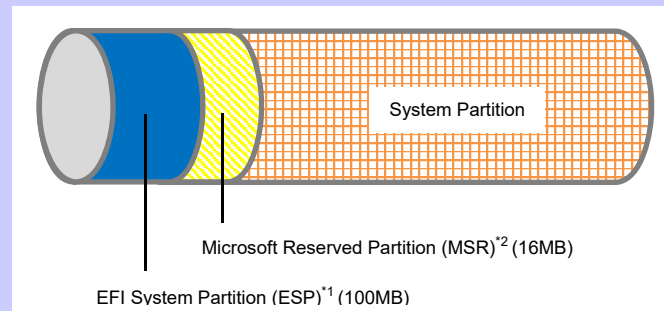 System Partition
Microsoft Reserved Partition (MSR)*2 (16MB)
EFI System Partition (ESP)*1 (100MB)